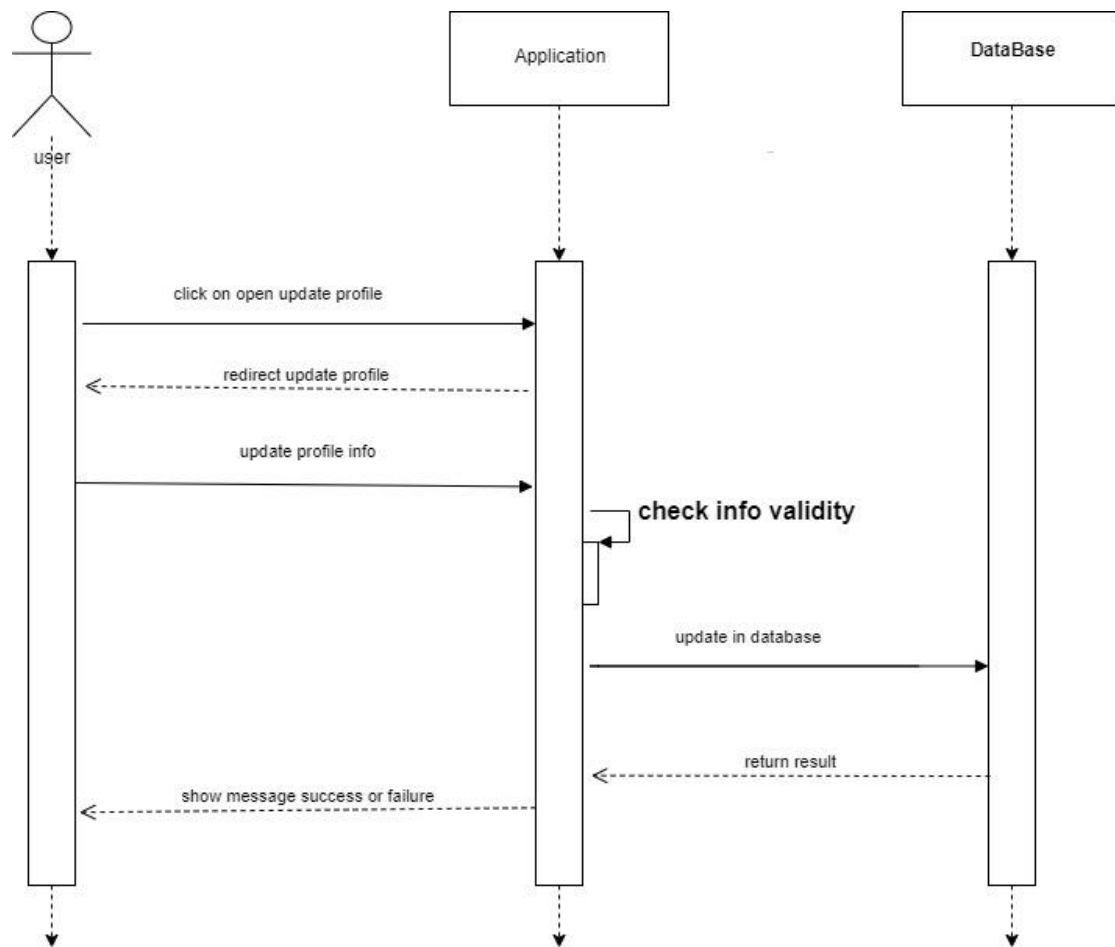 Application
DataBase
user
click on open update profile
redirect update profile
update profile info
check info validity
update in database
return result
show message success or failure